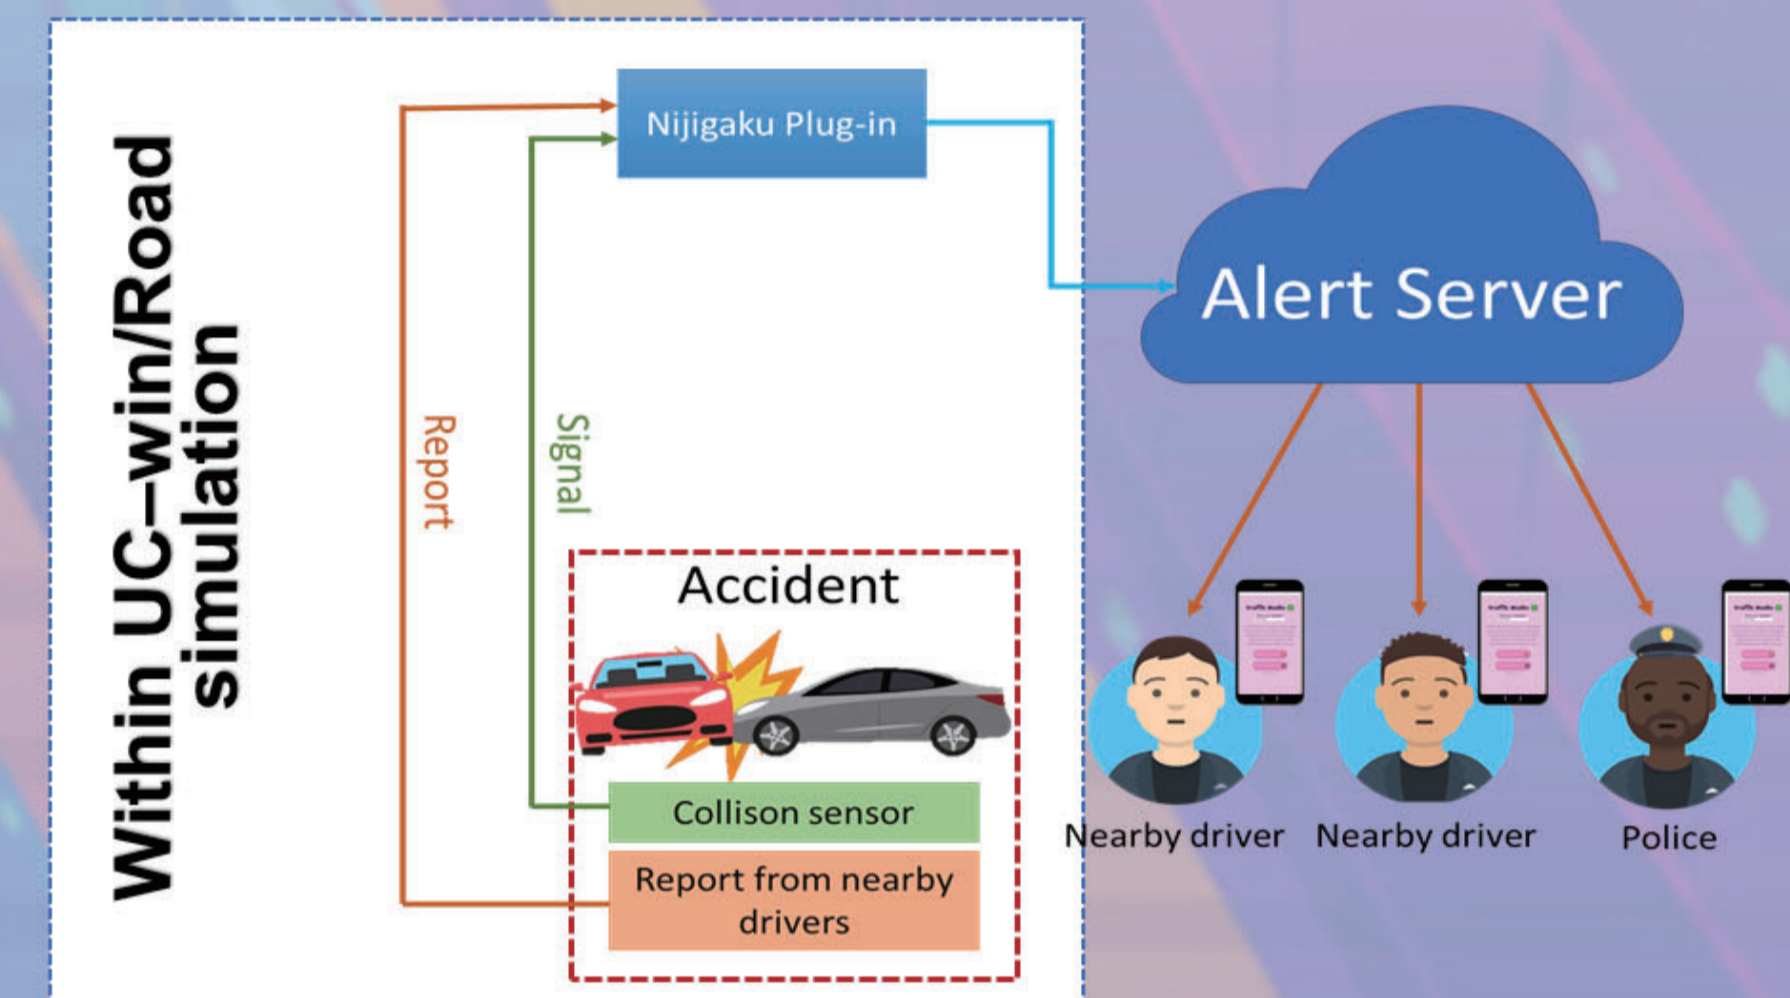 Within UC–win/Road
simulation
Nijigaku Plug-in
Report
Signal
Accident
Collison sensor
Report from nearby
drivers
Alert Server
Nearby driver
Nearby driver
Police